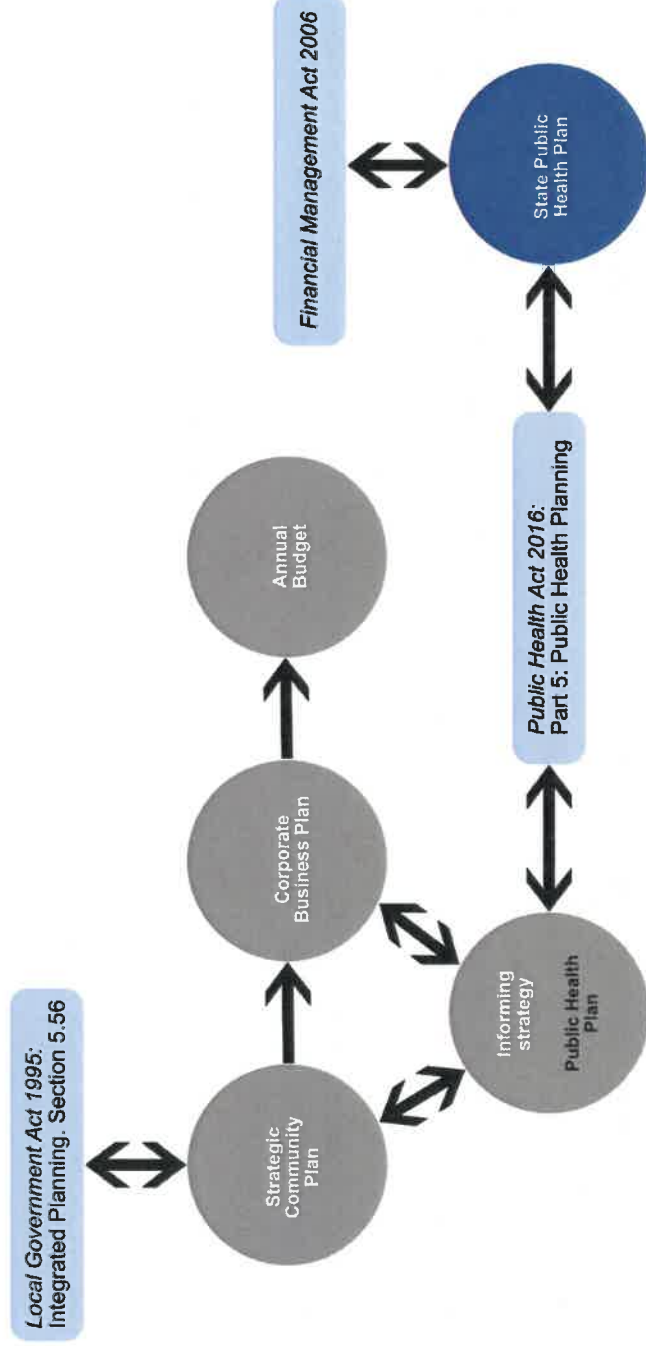 Local Government Act 1995:
Integrated Planning. Section 5.56
Financial Management Act 2006
Strategic
Community
Plan
Corporate
Business Plan
Annual
Budget
Informing
strategy
Public Health
Plan
Public Health Act 2016:
Part 5: Public Health Planning
State Public
Health Plan